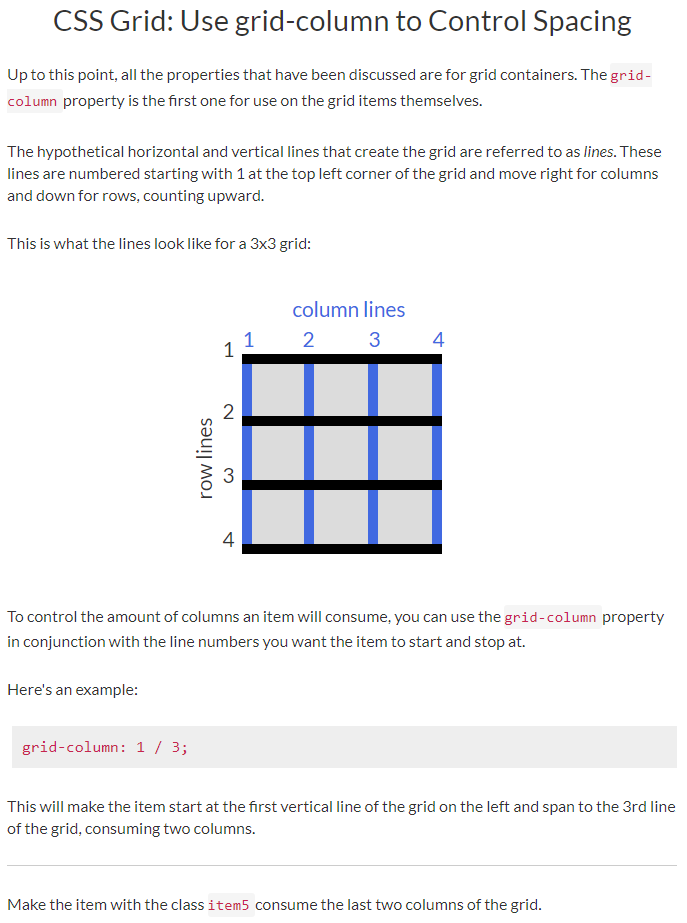 CSS Grid: Use grid-column to Control Spacing
Up to this point, all the properties that have been discussed are for grid containers. The grid-
column property is the first one for use on the grid items themselves.
The hypothetical horizontal and vertical lines that create the grid are referred to as lines. These
lines are numbered starting with 1 at the top left corner of the grid and move right for columns
and down for rows, counting upward.
This is what the lines look like for a 3x3 grid:
column lines
1 2 3 4
1
2
3
4
row lines
To control the amount of columns an item will consume, you can use the grid-column property
in conjunction with the line numbers you want the item to start and stop at.
Here's an example:
grid-column: 1 / 3;
This will make the item start at the first vertical line of the grid on the left and span to the 3rd line
of the grid, consuming two columns.
Make the item with the class item5 consume the last two columns of the grid.